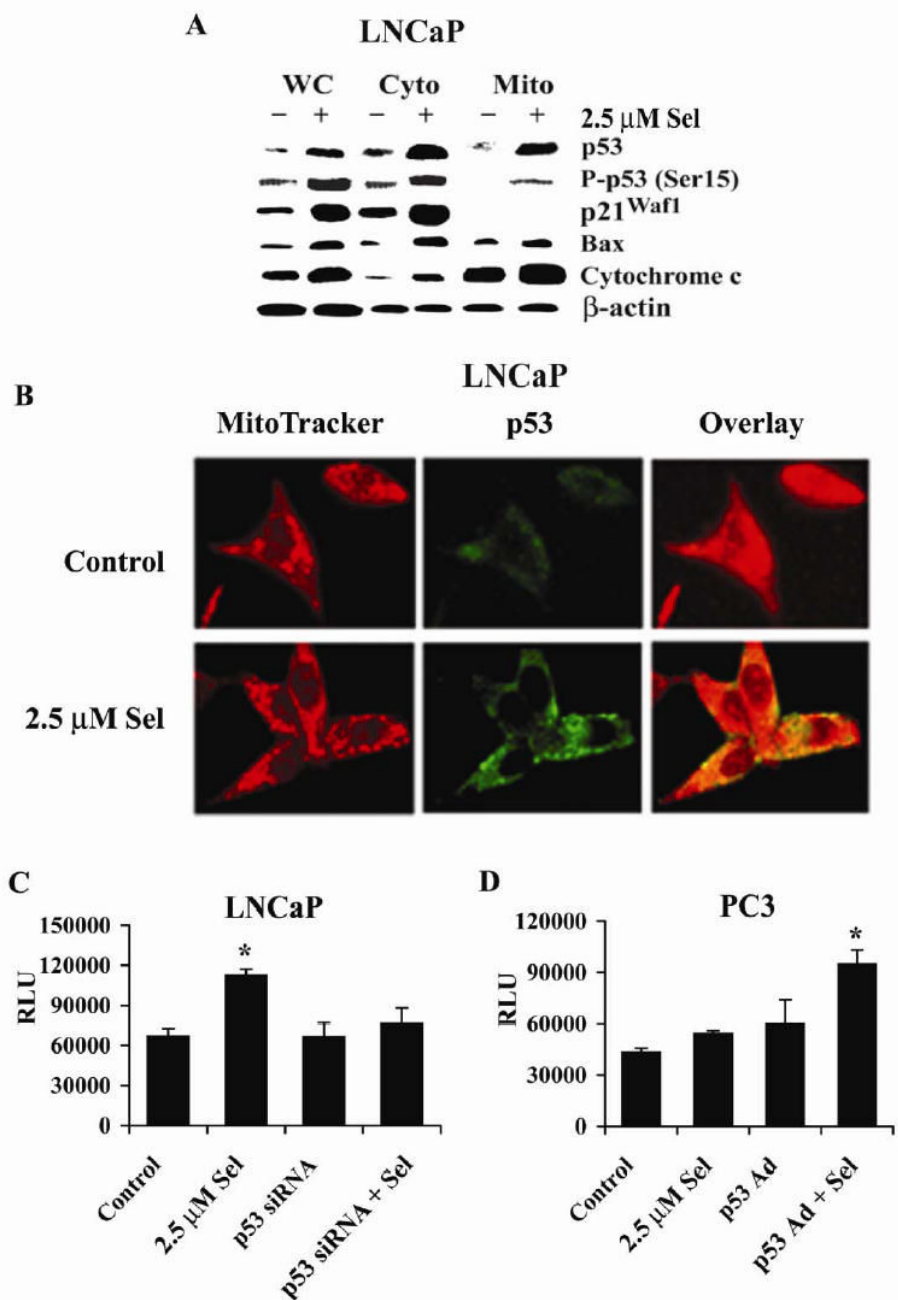 A
LNCaP
WC Cyto Mito
− + − + − + 2.5 μM Sel
p53
P-p53 (Ser15)
p21Waf1
Bax
Cytochrome c
β-actin
B
LNCaP
MitoTracker p53 Overlay
Control
2.5 μM Sel
C
LNCaP
RLU
150000
120000
90000
60000
30000
0
*
Control
2.5 μM Sel
p53 siRNA
p53 siRNA + Sel
D
PC3
RLU
120000
90000
60000
30000
0
*
Control
2.5 μM Sel
p53 Ad
p53 Ad + Sel